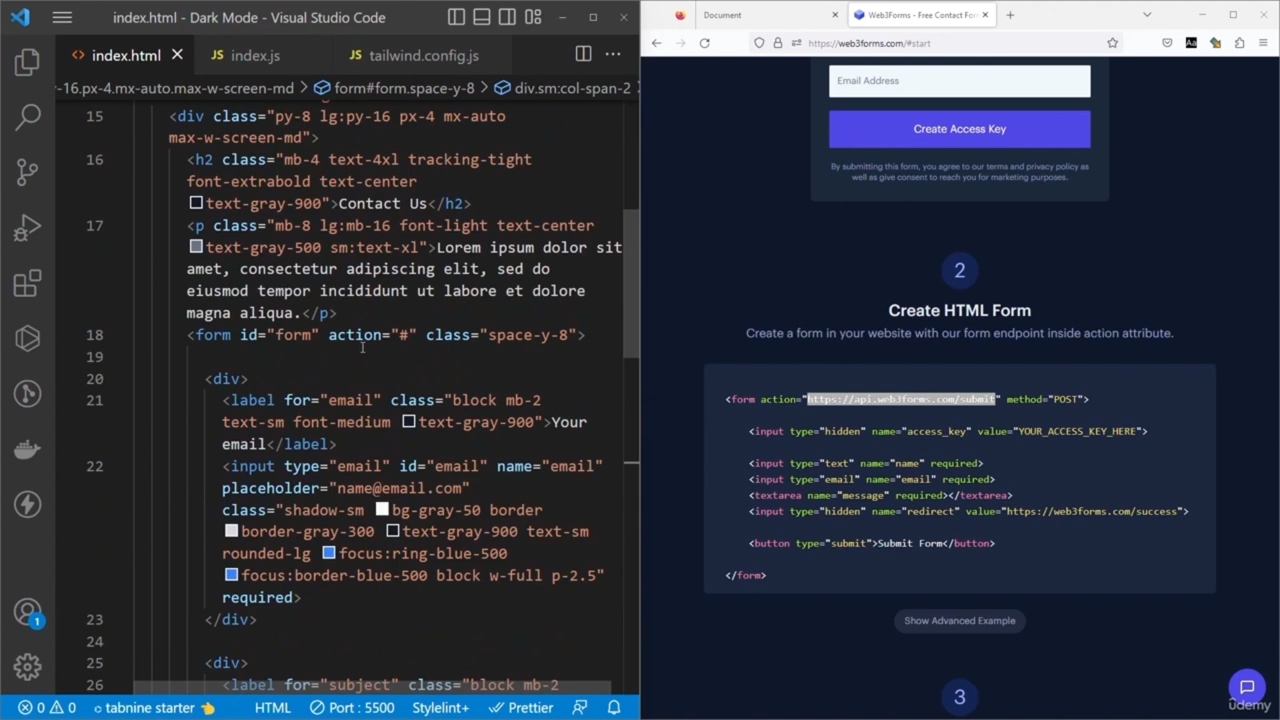 index.html - Dark Mode - Visual Studio Code
index.html
JS index.js
JS tailwind.config.js
-16.px-4.mx-auto.max-w-screen-md > form#form.space-y-8 > div.sm:col-span-2
15 <div class="py-8 lg:py-16 px-4 mx-auto
max-w-screen-md">
16 <h2 class="mb-4 text-4xl tracking-tight
font-extrabold text-center
text-gray-900">Contact Us</h2>
17 <p class="mb-8 lg:mb-16 font-light text-center
text-gray-500 sm:text-xl">Lorem ipsum dolor sit
amet, consectetur adipiscing elit, sed do
eiusmod tempor incididunt ut labore et dolore
magna aliqua.</p>
18 <form id="form" action="#" class="space-y-8">
19
20 <div>
21 <label for="email" class="block mb-2
text-sm font-medium text-gray-900">Your
email</label>
22 <input type="email" id="email" name="email"
placeholder="name@email.com"
class="shadow-sm bg-gray-50 border
border-gray-300 text-gray-900 text-sm
rounded-lg focus:ring-blue-500
focus:border-blue-500 block w-full p-2.5"
required>
23 </div>
24
25 <div>
26 <label for="subject" class="block mb-2
1
0 0 tabnine starter HTML Port : 5500 Stylelint+ Prettier
Document
Web3Forms - Free Contact For
https://web3forms.com/#start
Aa
Email Address
Create Access Key
By submitting this form, you agree to our terms and privacy policy as
well as give consent to reach you for marketing purposes.
2
Create HTML Form
Create a form in your website with our form endpoint inside action attribute.
<form action="https://api.web3forms.com/submit" method="POST">
<input type="hidden" name="access_key" value="YOUR_ACCESS_KEY_HERE">
<input type="text" name="name" required>
<input type="email" name="email" required>
<textarea name="message" required></textarea>
<input type="hidden" name="redirect" value="https://web3forms.com/success">
<button type="submit">Submit Form</button>
</form>
Show Advanced Example
3
ûdemy